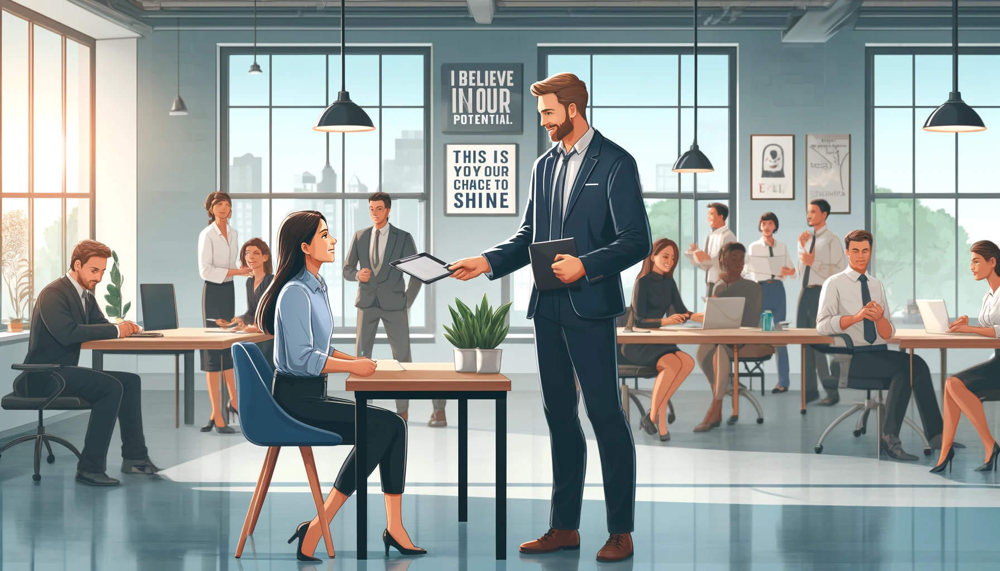 I BELIEVE
IN OUR
POTENTIAL.
THIS IS
YOY OUR
CHACE TO
SHINE